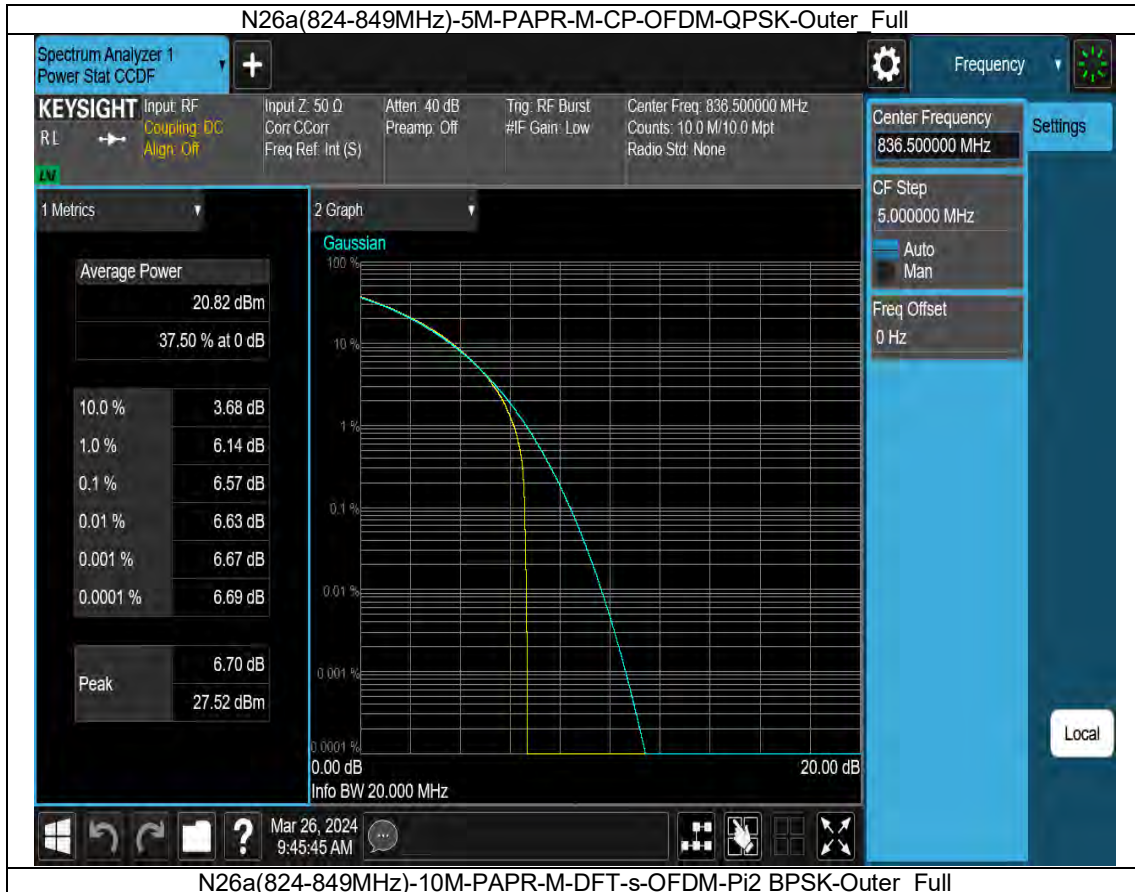 N26a(824-849MHz)-5M-PAPR-M-CP-OFDM-QPSK-Outer_Full
Spectrum Analyzer 1
Power Stat CCDF
+
Frequency
KEYSIGHT
RL
LNI
Input: RF
Coupling: DC
Align: Off
Input Z: 50 Ω
Corr CCorr
Freq Ref: Int (S)
Atten: 40 dB
Preamp: Off
Trig: RF Burst
#IF Gain: Low
Center Freq: 836.500000 MHz
Counts: 10.0 M/10.0 Mpt
Radio Std: None
Center Frequency
836.500000 MHz
Settings
CF Step
5.000000 MHz
Auto
Man
Freq Offset
0 Hz
Local
1 Metrics
Average Power
20.82 dBm
37.50 % at 0 dB
10.0 % 3.68 dB
1.0 % 6.14 dB
0.1 % 6.57 dB
0.01 % 6.63 dB
0.001 % 6.67 dB
0.0001 % 6.69 dB
Peak
6.70 dB
27.52 dBm
2 Graph
Gaussian
100 %
10 %
1 %
0.1 %
0.01 %
0.001 %
0.0001 %
0.00 dB 20.00 dB
Info BW 20.000 MHz
?
Mar 26, 2024
9:45:45 AM
N26a(824-849MHz)-10M-PAPR-M-DFT-s-OFDM-Pi2 BPSK-Outer_Full